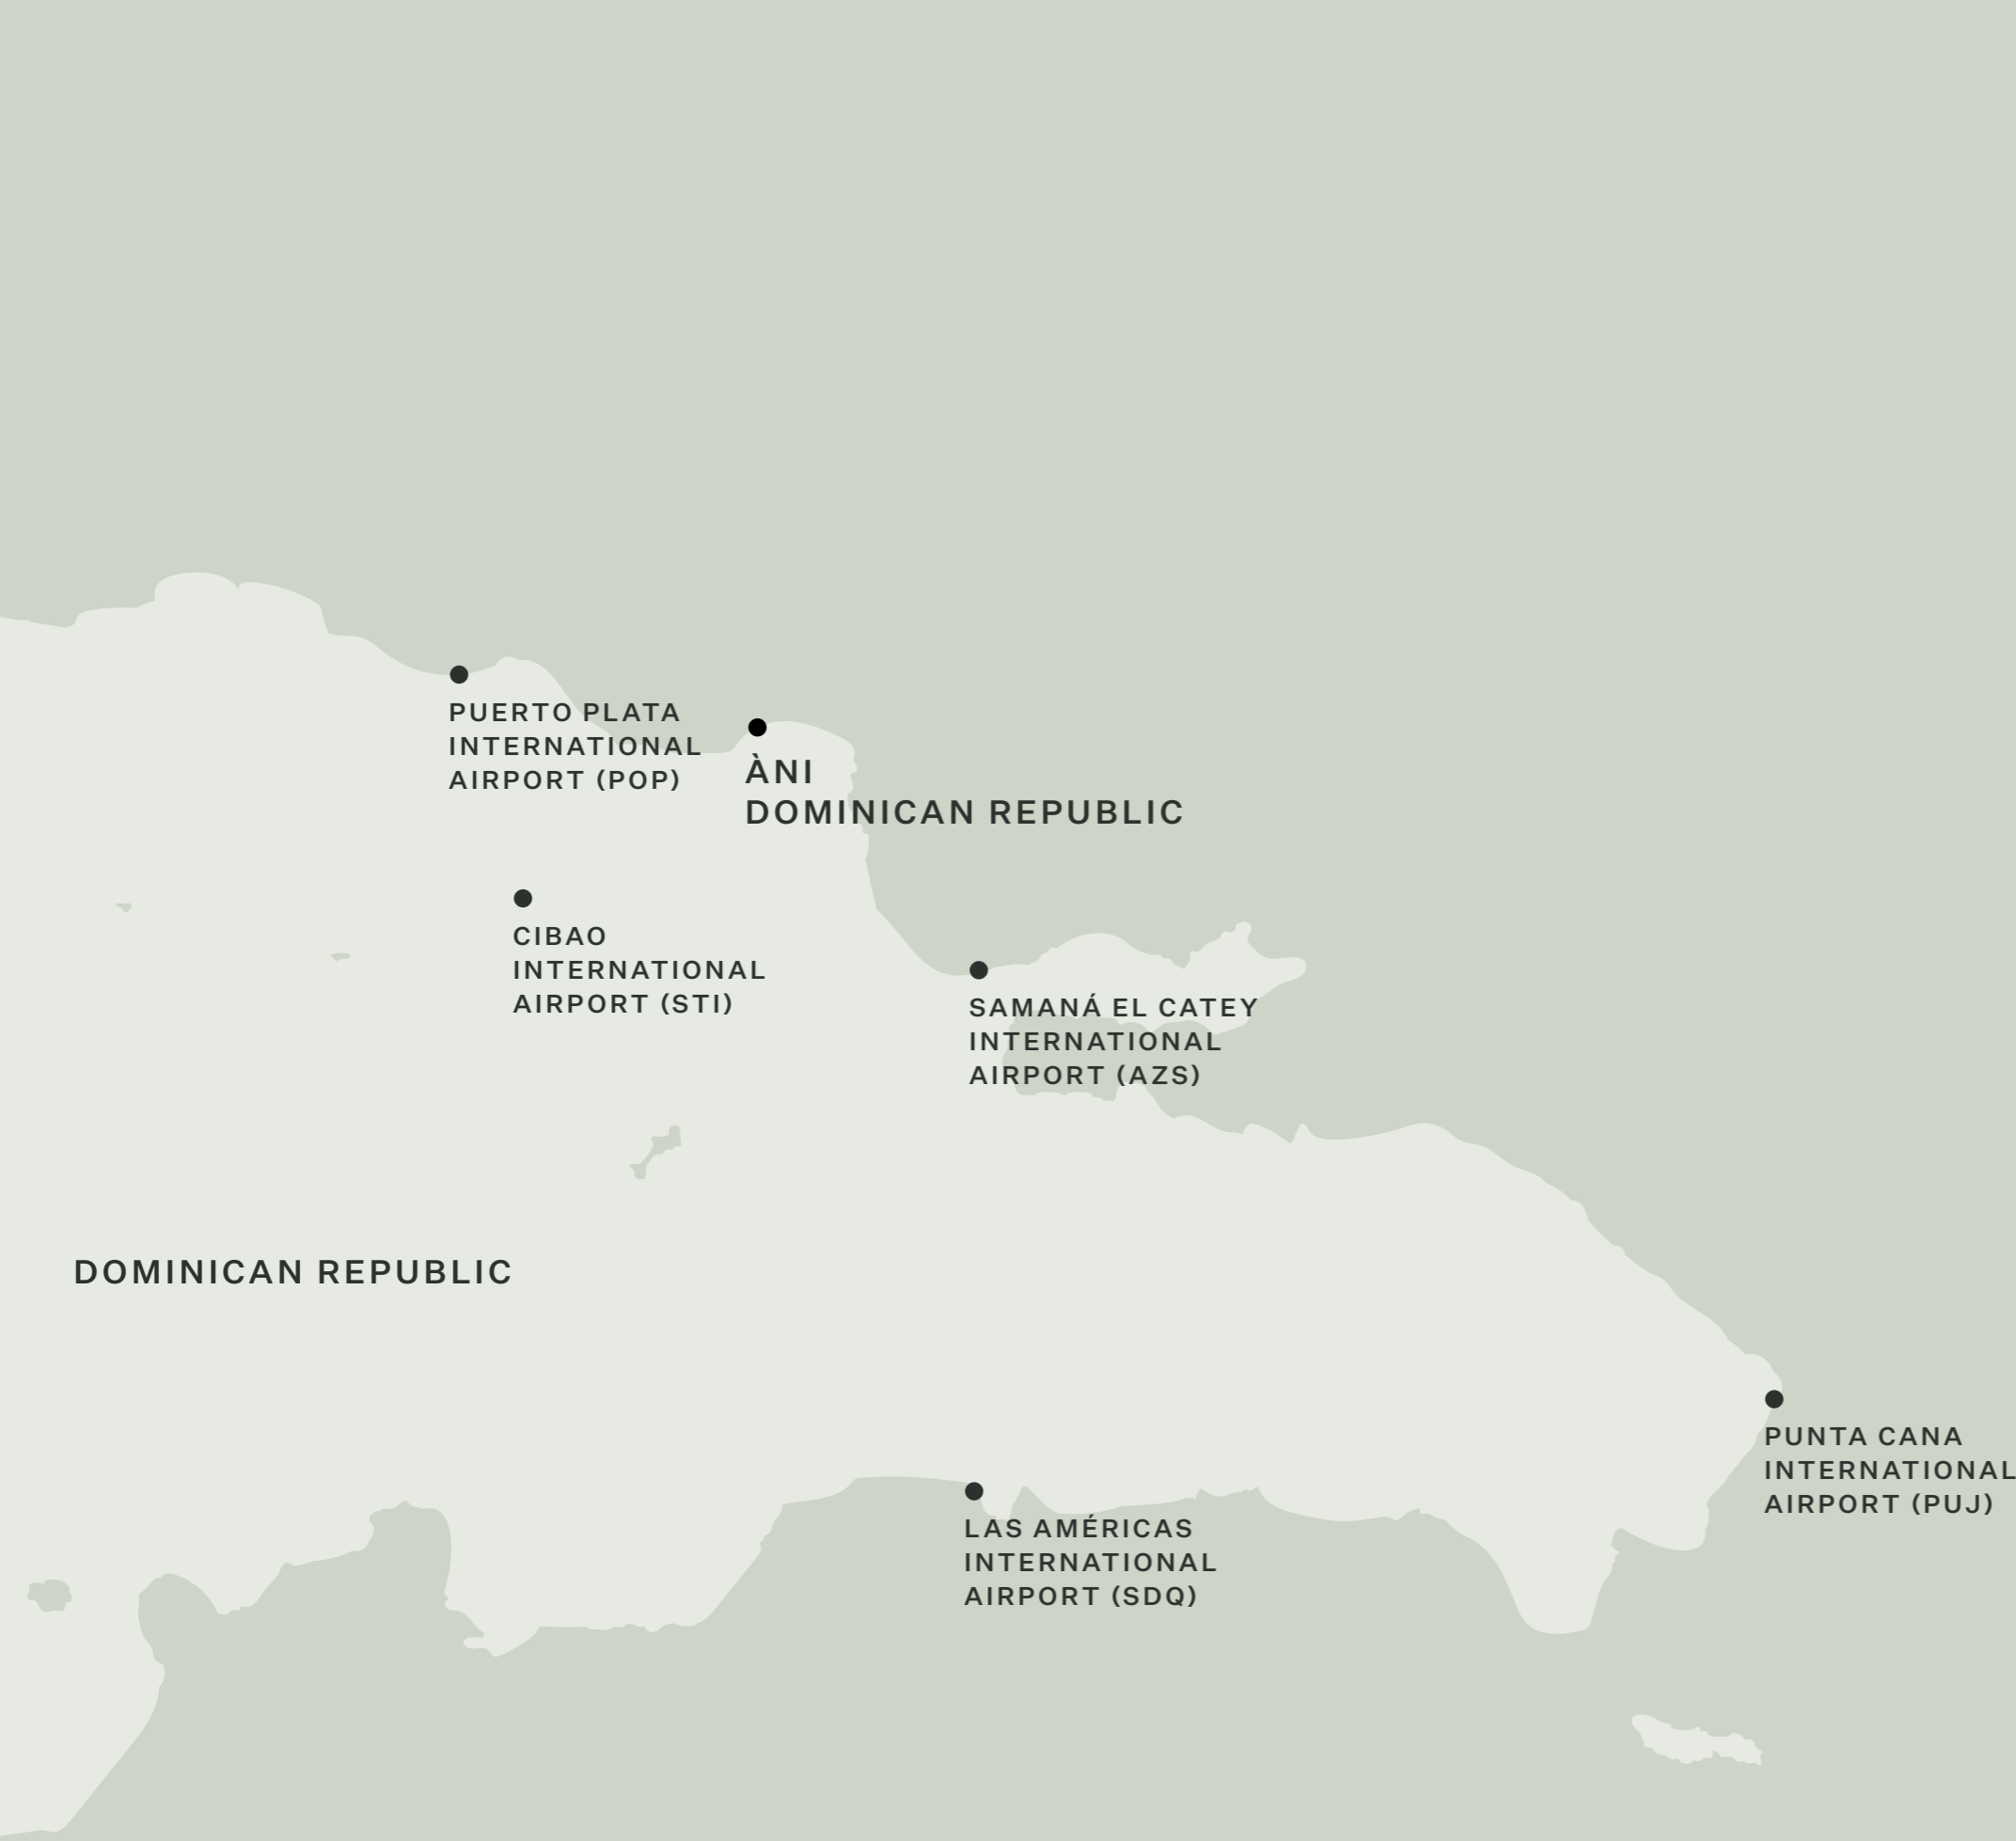 PUERTO PLATA
INTERNATIONAL
AIRPORT (POP)
ÀNI
DOMINICAN REPUBLIC
CIBAO
INTERNATIONAL
AIRPORT (STI)
SAMANÁ EL CATEY
INTERNATIONAL
AIRPORT (AZS)
DOMINICAN REPUBLIC
PUNTA CANA
INTERNATIONAL
AIRPORT (PUJ)
LAS AMÉRICAS
INTERNATIONAL
AIRPORT (SDQ)